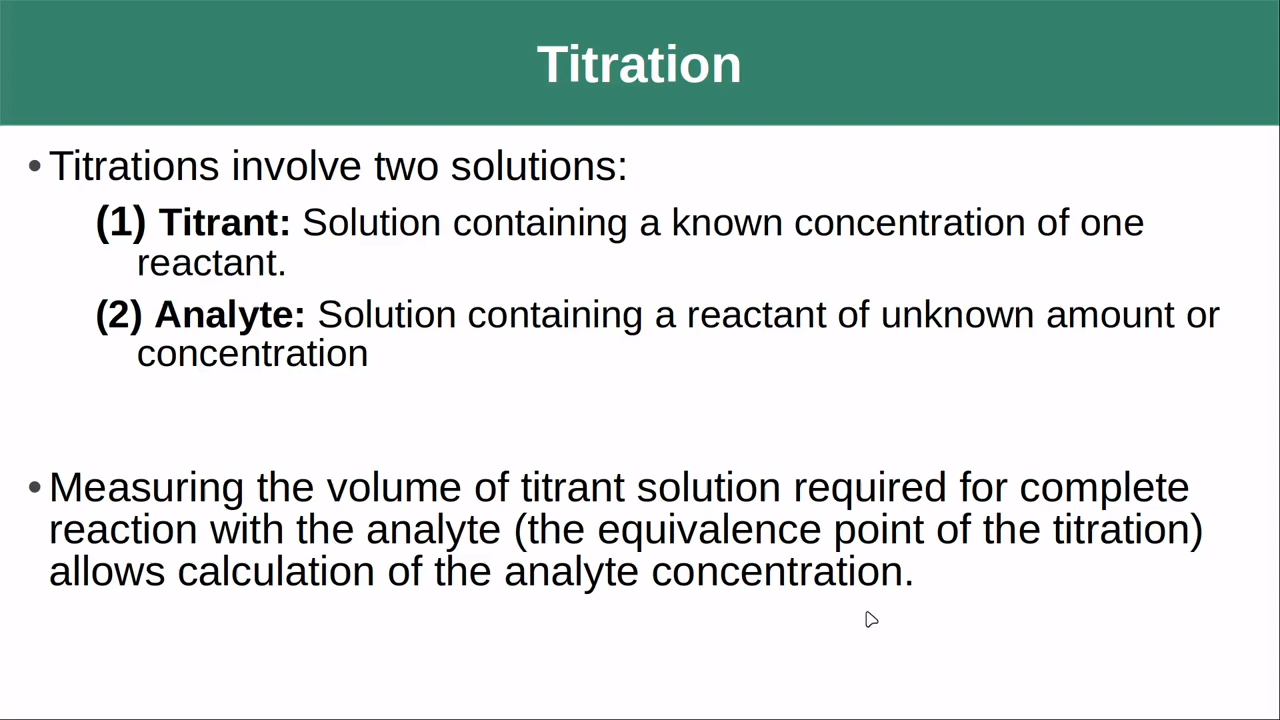 Titration
• Titrations involve two solutions:
(1) Titrant: Solution containing a known concentration of one
reactant.
(2) Analyte: Solution containing a reactant of unknown amount or
concentration
• Measuring the volume of titrant solution required for complete
reaction with the analyte (the equivalence point of the titration)
allows calculation of the analyte concentration.